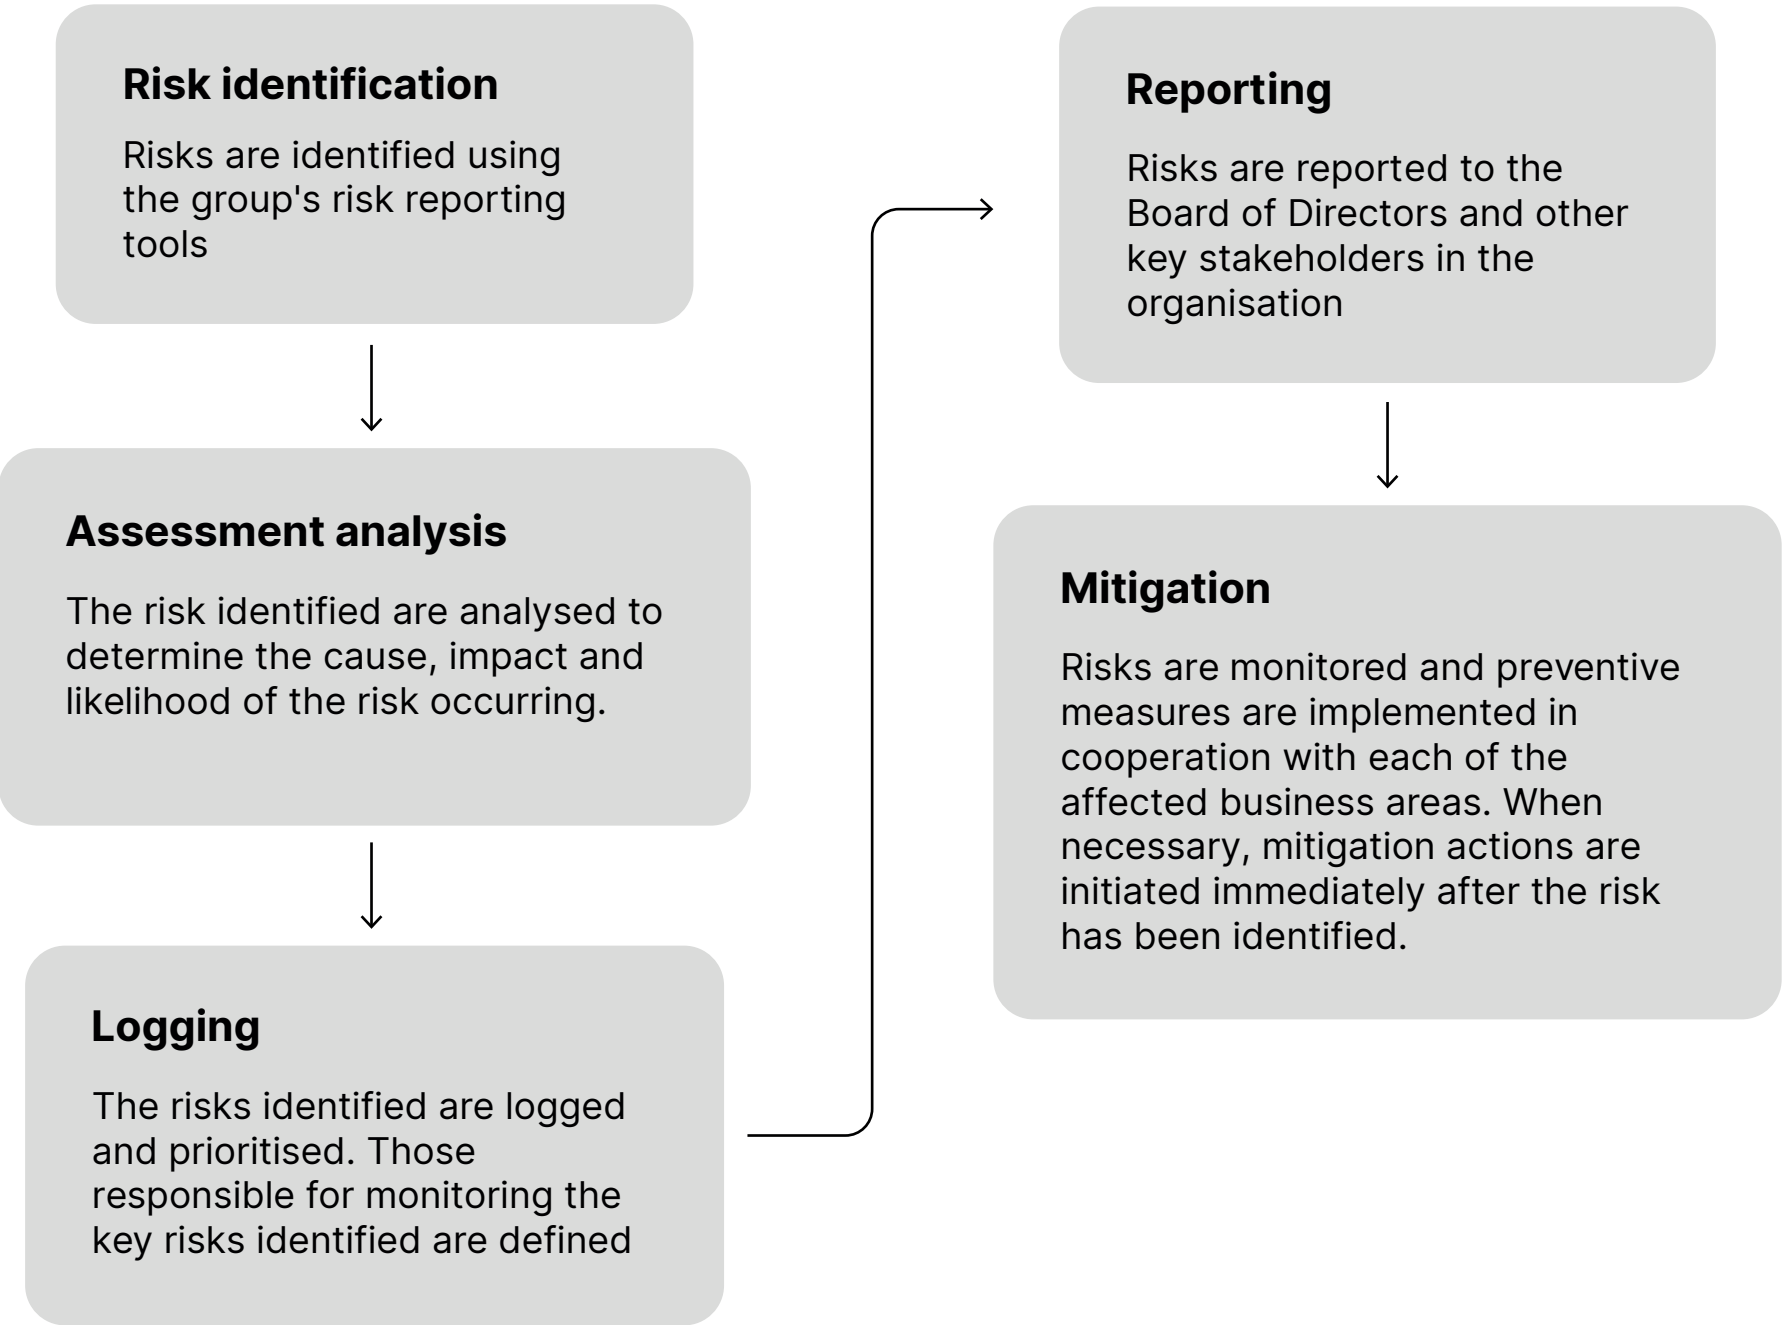 Risk identification
Risks are identified using
the group's risk reporting
tools
Assessment analysis
The risk identified are analysed to
determine the cause, impact and
likelihood of the risk occurring.
Logging
The risks identified are logged
and prioritised. Those
responsible for monitoring the
key risks identified are defined
Reporting
Risks are reported to the
Board of Directors and other
key stakeholders in the
organisation
Mitigation
Risks are monitored and preventive
measures are implemented in
cooperation with each of the
affected business areas. When
necessary, mitigation actions are
initiated immediately after the risk
has been identified.